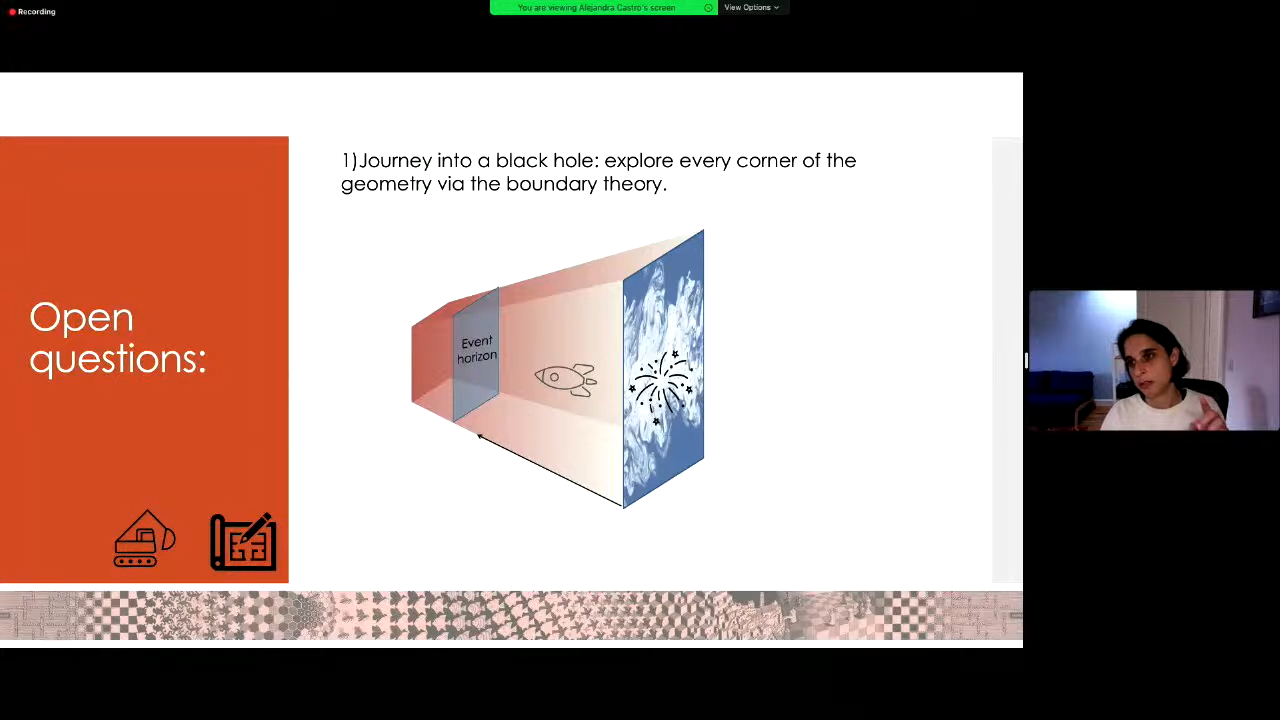 Recording
You are viewing Alejandra Castro's screen
View Options
1)Journey into a black hole: explore every corner of the
geometry via the boundary theory.
Open
questions:
Event
horizon